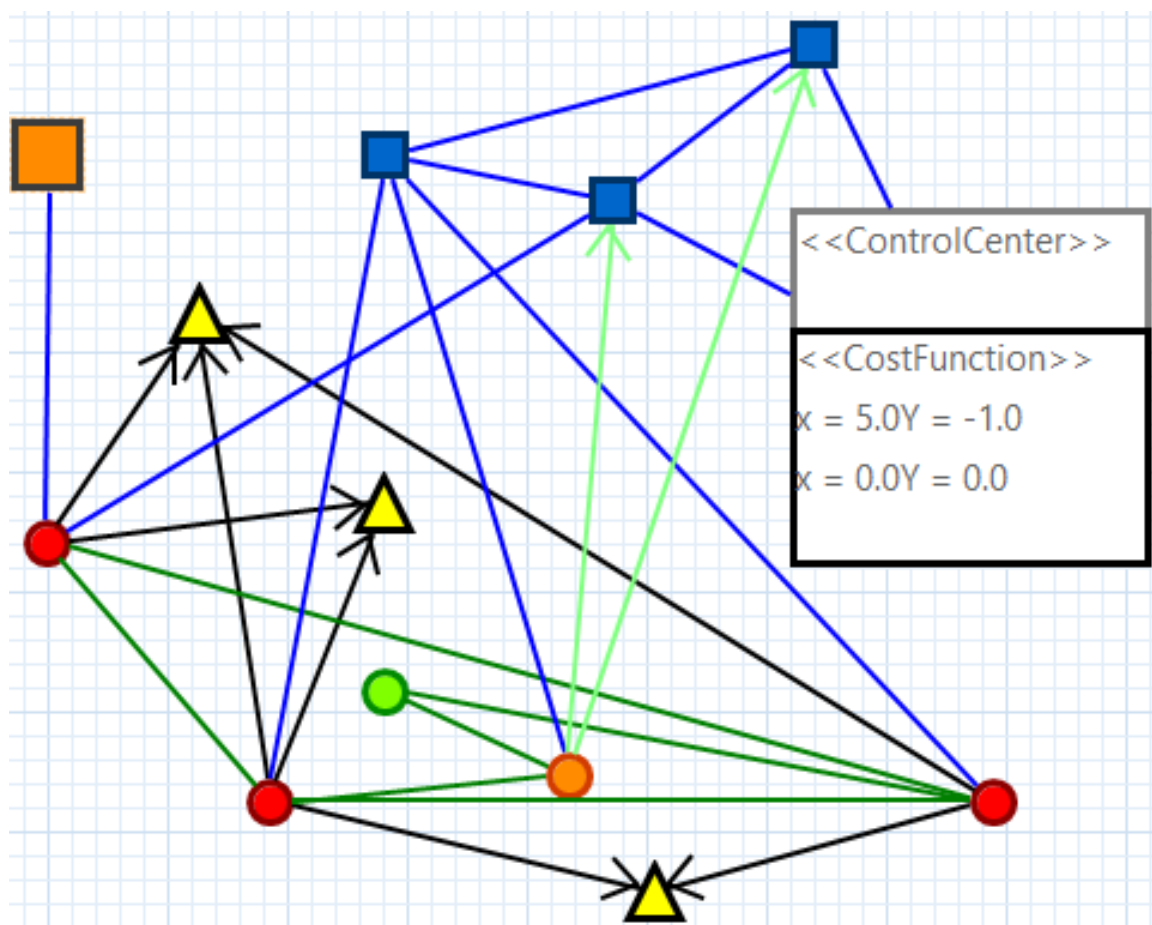 <<ControlCenter>>
<<CostFunction>>
x = 5.0Y = -1.0
x = 0.0Y = 0.0